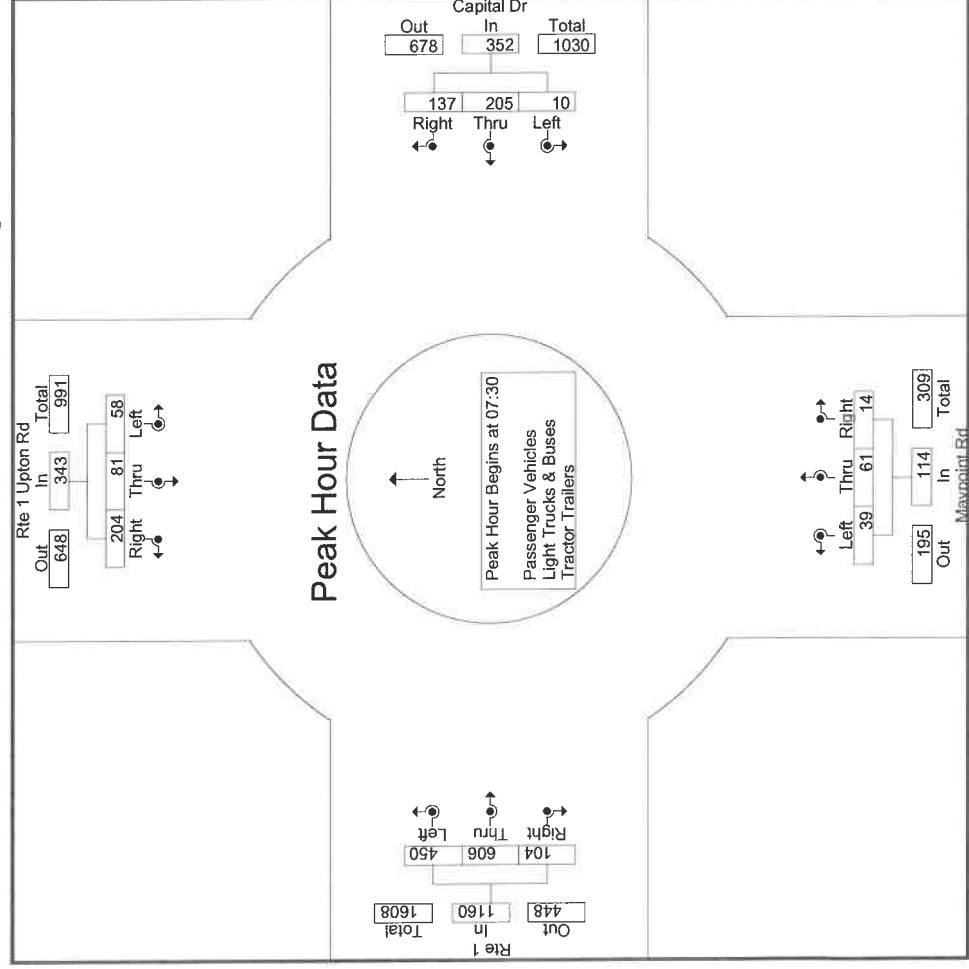 Capital Dr
Out In Total
678 352 1030
137 205 10
Right Thru Left
Rte 1 Upton Rd
Out In Total
648 343 991
204 81 58
Right Thru Left
Peak Hour Data
North
Peak Hour Begins at 07:30
Passenger Vehicles
Light Trucks & Buses
Tractor Trailers
Left Thru Right
39 61 14
195 114 309
Out In Total
Maypoint Rd
Left Thru Right
450 606 104
Total In Out
1608 1160 448
Rte 1